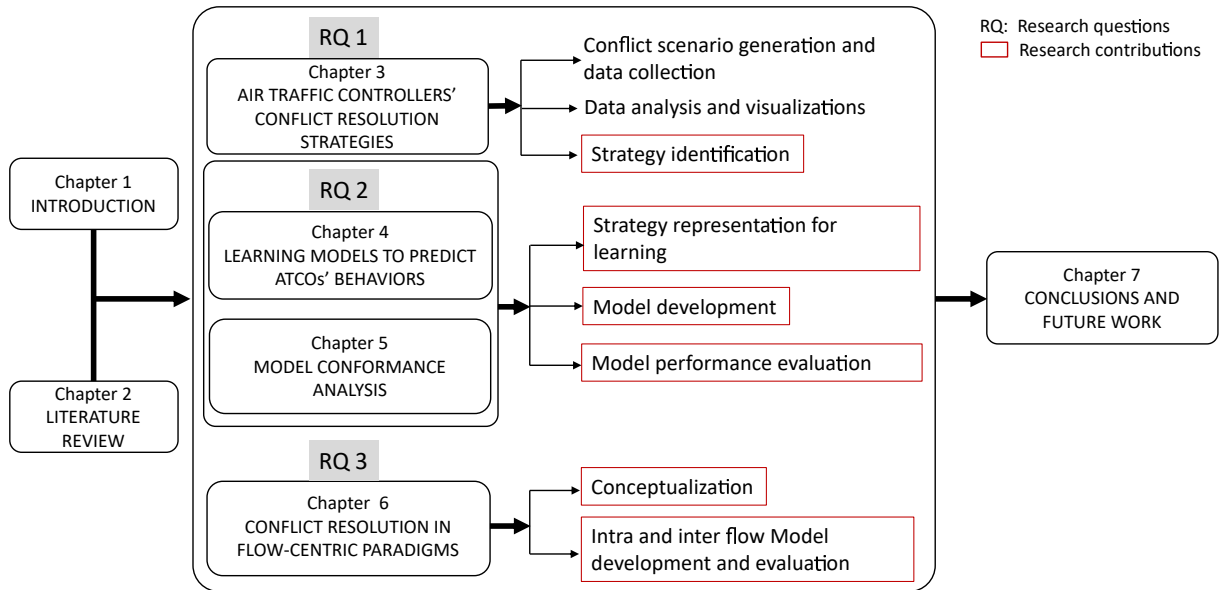 RQ: Research questions
Research contributions
Chapter 1
INTRODUCTION
Chapter 2
LITERATURE
REVIEW
RQ 1
Chapter 3
AIR TRAFFIC CONTROLLERS’
CONFLICT RESOLUTION
STRATEGIES
Conflict scenario generation and
data collection
Data analysis and visualizations
Strategy identification
RQ 2
Chapter 4
LEARNING MODELS TO PREDICT
ATCOs’ BEHAVIORS
Chapter 5
MODEL CONFORMANCE
ANALYSIS
Strategy representation for
learning
Model development
Model performance evaluation
RQ 3
Chapter 6
CONFLICT RESOLUTION IN
FLOW-CENTRIC PARADIGMS
Conceptualization
Intra and inter flow Model
development and evaluation
Chapter 7
CONCLUSIONS AND
FUTURE WORK